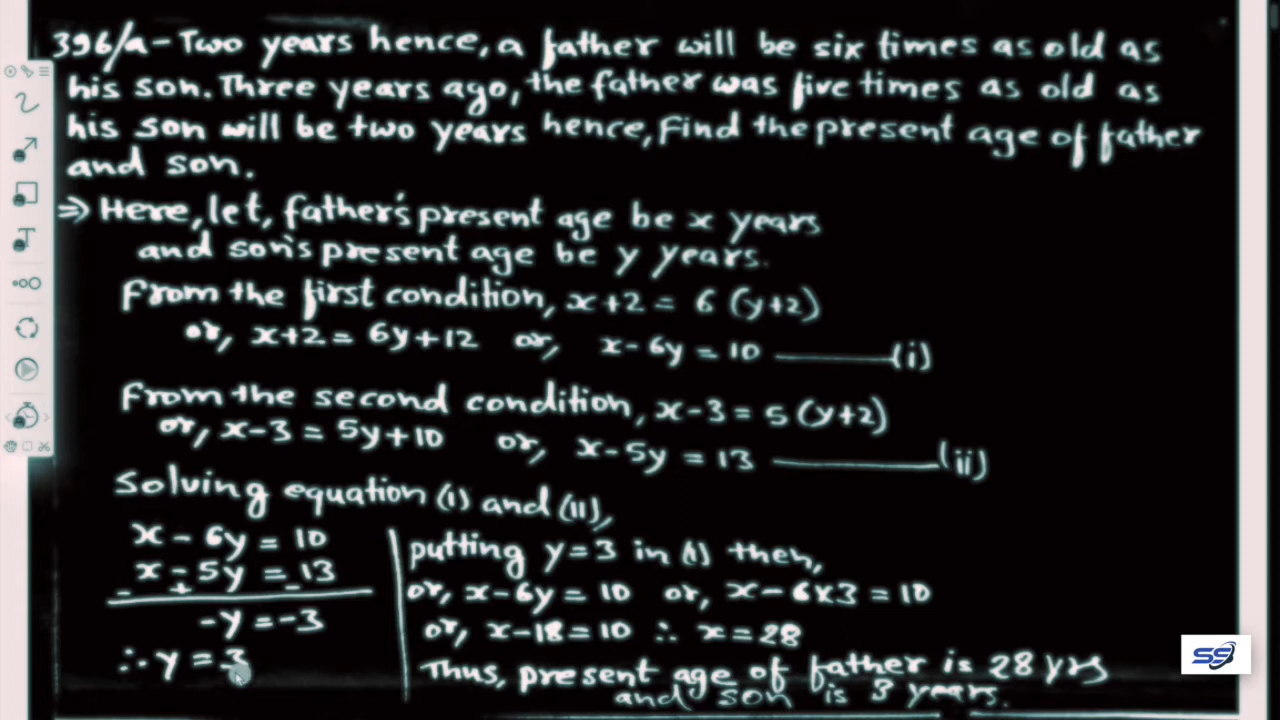 396/a - Two years hence, a father will be six times as old as
his son. Three years ago, the father was five times as old as
his son will be two years hence, Find the present age of father
and son.
⇒ Here, let, father's present age be x years
and son's present age be y years.
From the first condition, x+2 = 6 (y+2)
or, x+2 = 6y+12 or, x-6y = 10 ———(i)
From the second condition, x-3 = 5 (y+2)
or, x-3 = 5y+10 or, x-5y = 13 ———(ii)
Solving equation (i) and (ii),
x - 6y = 10
x - 5y = 13
- + -
-y = -3
∴ y = 3
putting y=3 in (i) then,
or, x-6y = 10 or, x-6×3 = 10
or, x-18=10 ∴ x=28
Thus, present age of father is 28 yrs
and son is 3 years.
SS